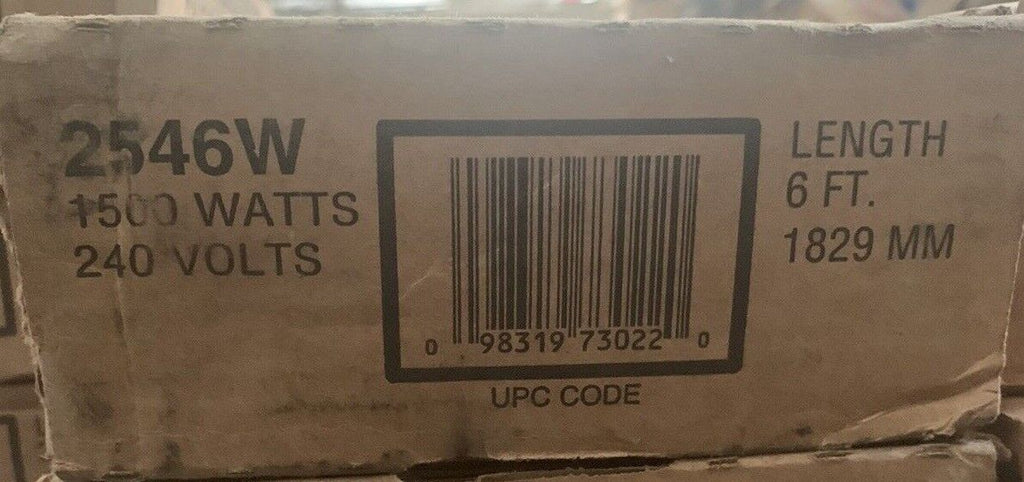 2546W
1500 WATTS
240 VOLTS
0 98319 73022 0
UPC CODE
LENGTH
6 FT.
1829 MM